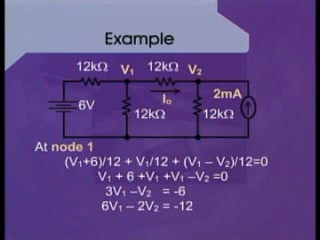 Example
12kΩ V₁ 12kΩ V₂
6V Iₒ 2mA
12kΩ 12kΩ
At node 1
(V₁+6)/12 + V₁/12 + (V₁ – V₂)/12=0
V₁ + 6 +V₁ +V₁ –V₂ =0
3V₁ –V₂ = -6
6V₁ – 2V₂ = -12